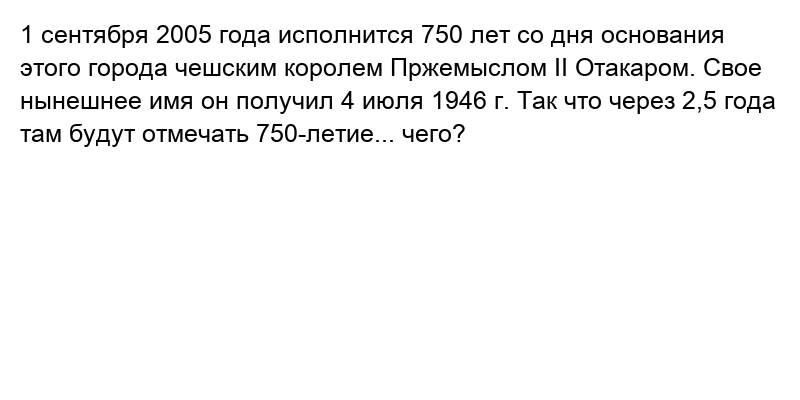 1 сентября 2005 года исполнится 750 лет со дня основания
этого города чешским королем Пржемыслом II Отакаром. Свое
нынешнее имя он получил 4 июля 1946 г. Так что через 2,5 года
там будут отмечать 750-летие... чего?